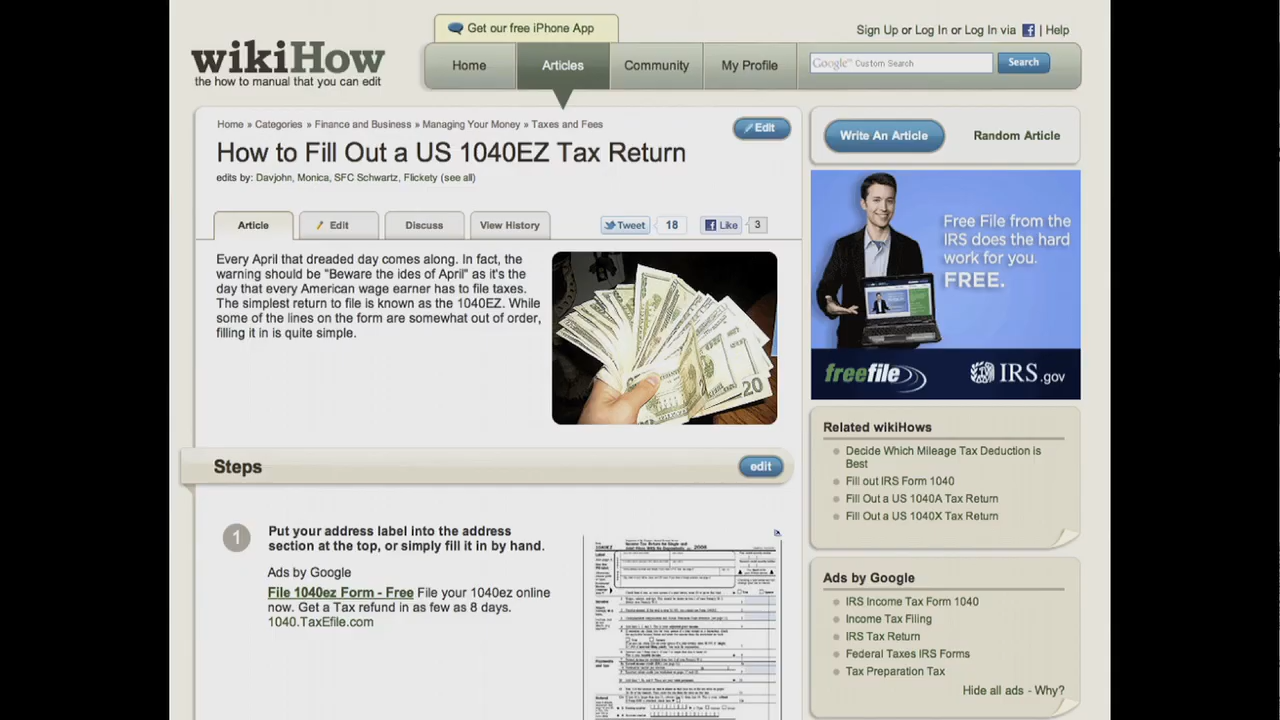 Get our free iPhone App
Sign Up or Log In or Log In via | Help
wikiHow
the how to manual that you can edit
Home
Articles
Community
My Profile
Google Custom Search
Search
Home » Categories » Finance and Business » Managing Your Money » Taxes and Fees
Edit
How to Fill Out a US 1040EZ Tax Return
edits by: Davjohn, Monica, SFC Schwartz, Flickety (see all)
Article
Edit
Discuss
View History
Tweet
18
Like
3
Every April that dreaded day comes along. In fact, the
warning should be "Beware the ides of April" as it's the
day that every American wage earner has to file taxes.
The simplest return to file is known as the 1040EZ. While
some of the lines on the form are somewhat out of order,
filling it in is quite simple.
20
Steps
edit
1
Put your address label into the address
section at the top, or simply fill it in by hand.
Ads by Google
File 1040ez Form - Free File your 1040ez online
now. Get a Tax refund in as few as 8 days.
1040.TaxEfile.com
Write An Article
Random Article
Free File from the
IRS does the hard
work for you.
FREE.
freefile
IRS.gov
Related wikiHows
Decide Which Mileage Tax Deduction is
Best
Fill out IRS Form 1040
Fill Out a US 1040A Tax Return
Fill Out a US 1040X Tax Return
Ads by Google
IRS Income Tax Form 1040
Income Tax Filing
IRS Tax Return
Federal Taxes IRS Forms
Tax Preparation Tax
Hide all ads - Why?